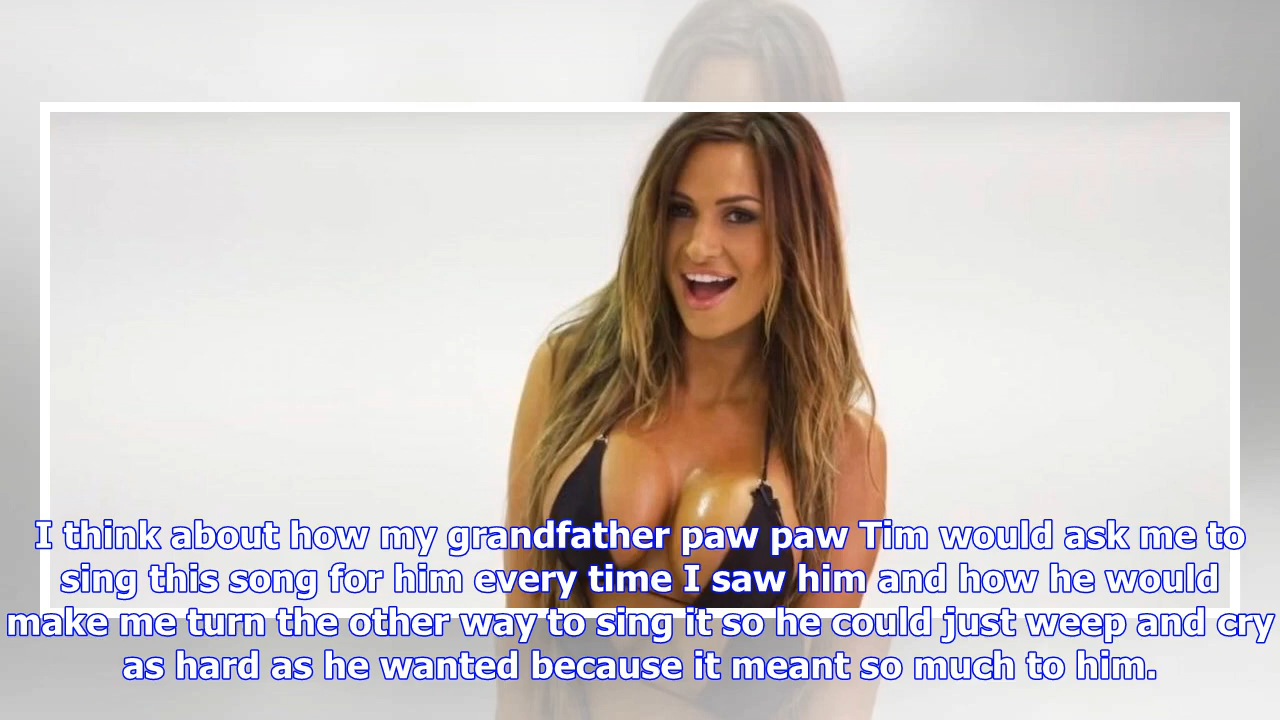 I think about how my grandfather paw paw Tim would ask me to
sing this song for him every time I saw him and how he would
make me turn the other way to sing it so he could just weep and cry
as hard as he wanted because it meant so much to him.